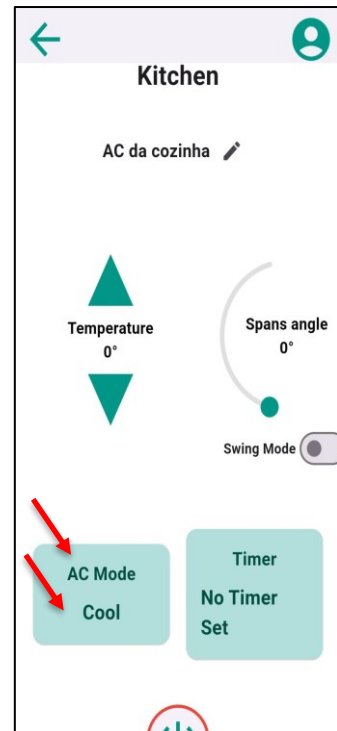 Kitchen
AC da cozinha
Temperature
0°
Spans angle
0°
Swing Mode
AC Mode
Cool
Timer
No Timer
Set